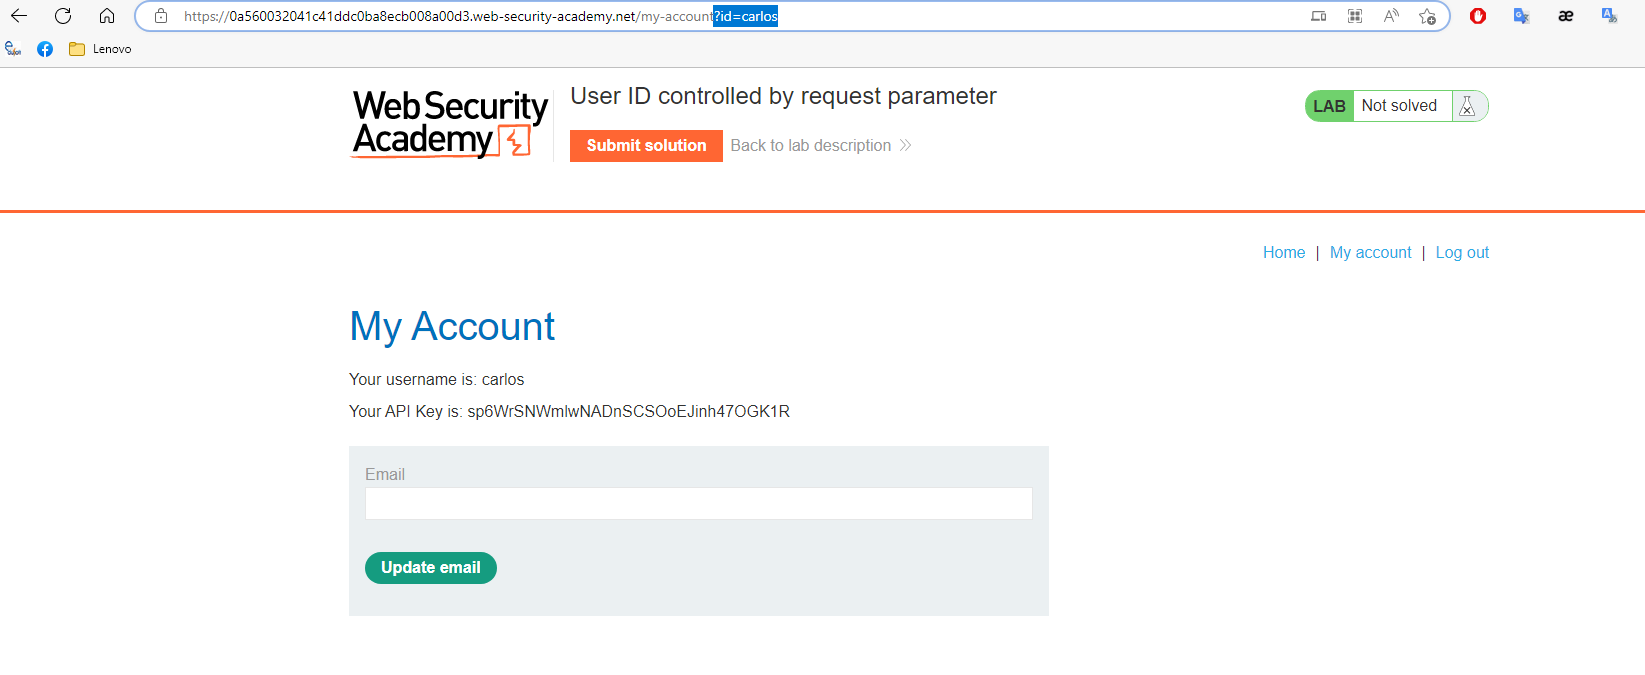 https://0a560032041c41ddc0ba8ecb008a00d3.web-security-academy.net/my-account?id=carlos
Lenovo
Web Security
Academy
User ID controlled by request parameter
Submit solution
Back to lab description
LAB Not solved
Home | My account | Log out
My Account
Your username is: carlos
Your API Key is: sp6WrSNWmlwNADnSCSOoEJinh47OGK1R
Email
Update email